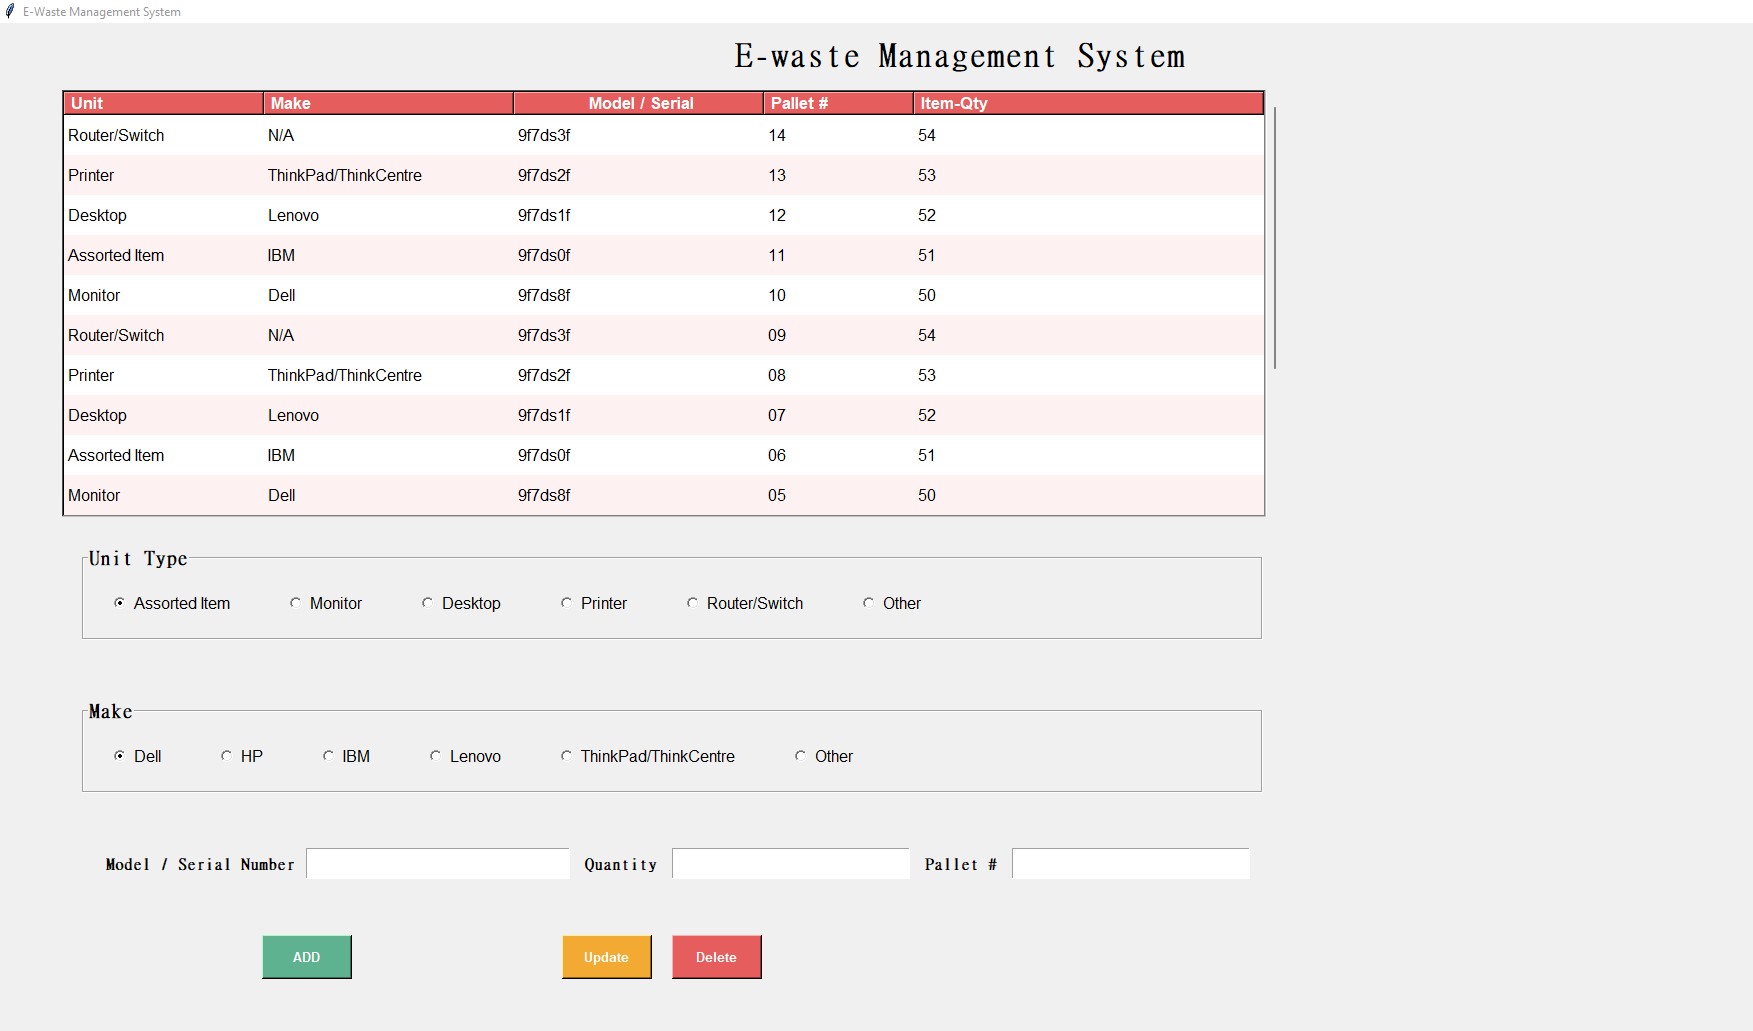 E-Waste Management System
E-waste Management System
Unit Make Model / Serial Pallet # Item-Qty
Router/Switch N/A 9f7ds3f 14 54
Printer ThinkPad/ThinkCentre 9f7ds2f 13 53
Desktop Lenovo 9f7ds1f 12 52
Assorted Item IBM 9f7ds0f 11 51
Monitor Dell 9f7ds8f 10 50
Router/Switch N/A 9f7ds3f 09 54
Printer ThinkPad/ThinkCentre 9f7ds2f 08 53
Desktop Lenovo 9f7ds1f 07 52
Assorted Item IBM 9f7ds0f 06 51
Monitor Dell 9f7ds8f 05 50
Unit Type
Assorted Item Monitor Desktop Printer Router/Switch Other
Make
Dell HP IBM Lenovo ThinkPad/ThinkCentre Other
Model / Serial Number Quantity Pallet #
ADD Update Delete